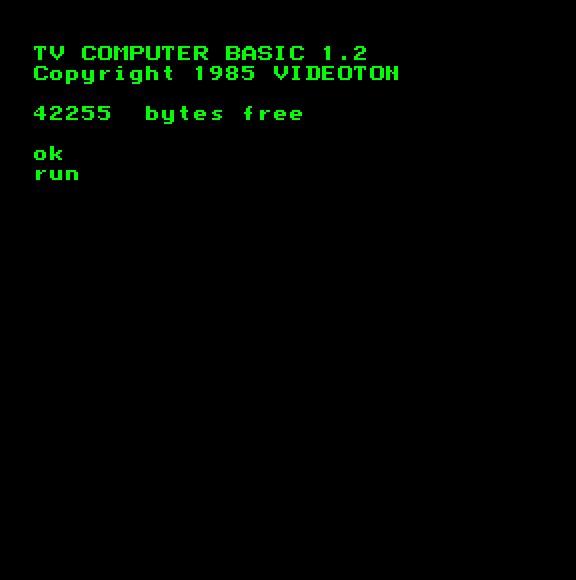 TV COMPUTER BASIC 1.2
Copyright 1985 VIDEOTON
42255  bytes free
ok
run